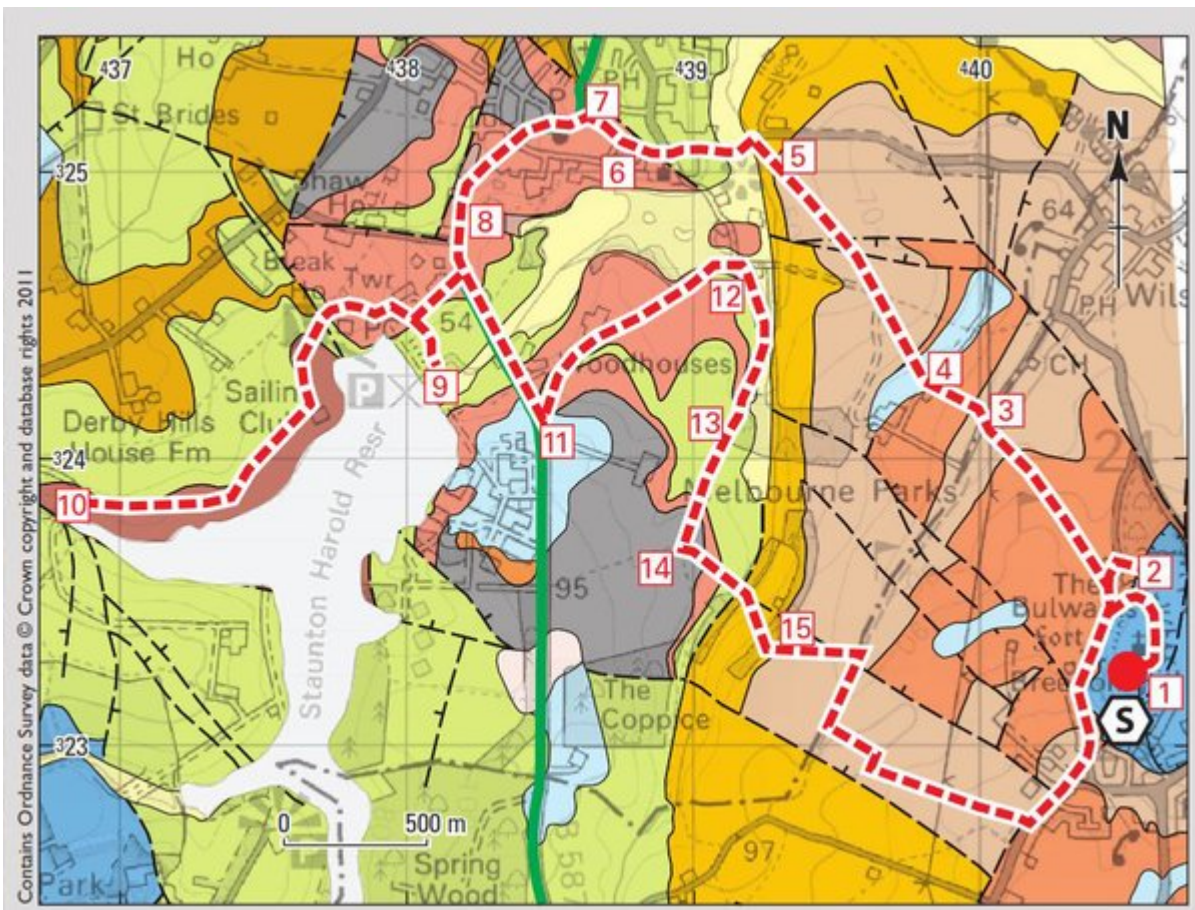 ⁴37
⁴38
⁴39
⁴40
Ho
PH
7
N
St. Brides
5
³25
6
Shaw
64
8
Break
Twr
12
PH
Wils
54
4
CH
9
Woodhouses
3
Sailin
Derby Hills
Clu
13
House Fm
11
³24
10
Melbourne Parks
Staunton Harold Resr
14
2
95
The
Bulwa
fort
15
Breedon
1
The
Coppice
S
³23
0
500 m
97
Spring
Wood
Park
B 587
P
Contains Ordnance Survey data © Crown copyright and database rights 2011